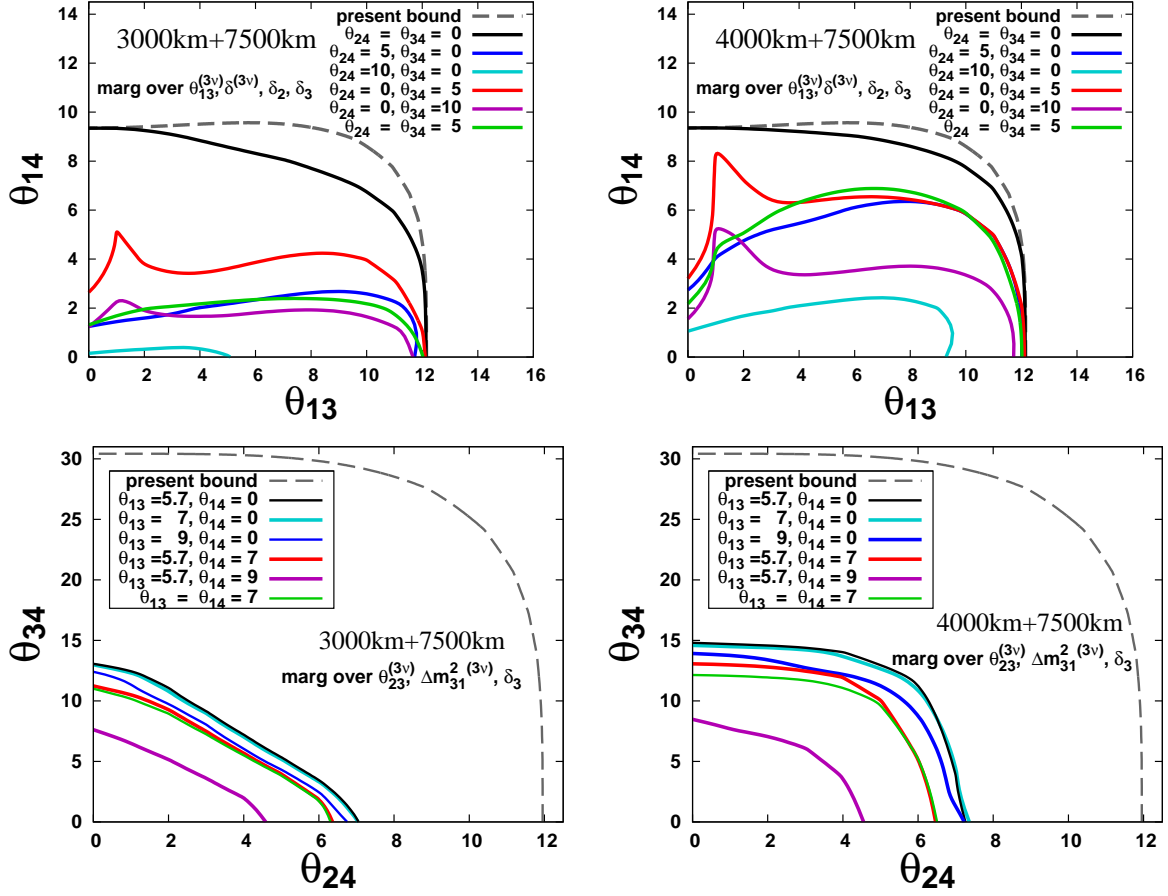 present bound
θ24 = θ34 = 0
θ24 = 5, θ34 = 0
θ24 =10, θ34 = 0
θ24 = 0, θ34 = 5
θ24 = 0, θ34 =10
θ24 = θ34 = 5
3000km+7500km
marg over θ13^(3ν), δ^(3ν), δ2, δ3
14
12
10
8
6
4
2
0
θ14
0 2 4 6 8 10 12 14 16
θ13
present bound
θ24 = θ34 = 0
θ24 = 5, θ34 = 0
θ24 =10, θ34 = 0
θ24 = 0, θ34 = 5
θ24 = 0, θ34 =10
θ24 = θ34 = 5
4000km+7500km
marg over θ13^(3ν), δ^(3ν), δ2, δ3
14
12
10
8
6
4
2
0
θ14
0 2 4 6 8 10 12 14 16
θ13
present bound
θ13 =5.7, θ14 = 0
θ13 = 7, θ14 = 0
θ13 = 9, θ14 = 0
θ13 =5.7, θ14 = 7
θ13 =5.7, θ14 = 9
θ13 = θ14 = 7
3000km+7500km
marg over θ23^(3ν), Δm²31^(3ν), δ3
30
25
20
15
10
5
0
θ34
0 2 4 6 8 10 12
θ24
present bound
θ13 =5.7, θ14 = 0
θ13 = 7, θ14 = 0
θ13 = 9, θ14 = 0
θ13 =5.7, θ14 = 7
θ13 =5.7, θ14 = 9
θ13 = θ14 = 7
4000km+7500km
marg over θ23^(3ν), Δm²31^(3ν), δ3
30
25
20
15
10
5
0
θ34
0 2 4 6 8 10 12
θ24